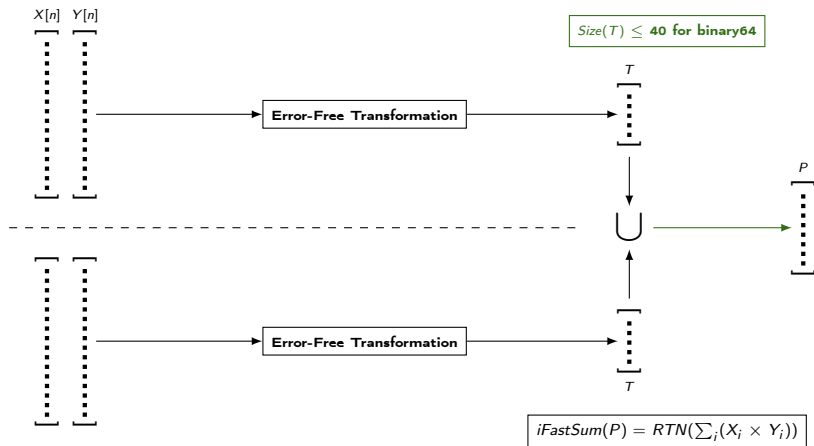 X[n] Y[n]
Size(T) ≤ 40 for binary64
T
Error-Free Transformation
P
⋃
Error-Free Transformation
T
iFastSum(P) = RTN(∑ᵢ(Xᵢ × Yᵢ))